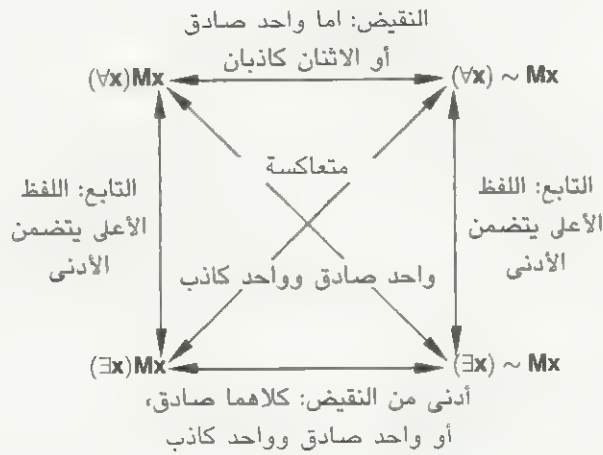 النقيض: اما واحد صادق
أو الاثنان كاذبان
(∀x)Mx
(∀x) ~ Mx
متعاكسة
التابع: اللفظ
الأعلى يتضمن
الأدنى
التابع: اللفظ
الأعلى يتضمن
الأدنى
واحد صادق وواحد كاذب
(∃x)Mx
(∃x) ~ Mx
أدنى من النقيض: كلاهما صادق،
أو واحد صادق وواحد كاذب